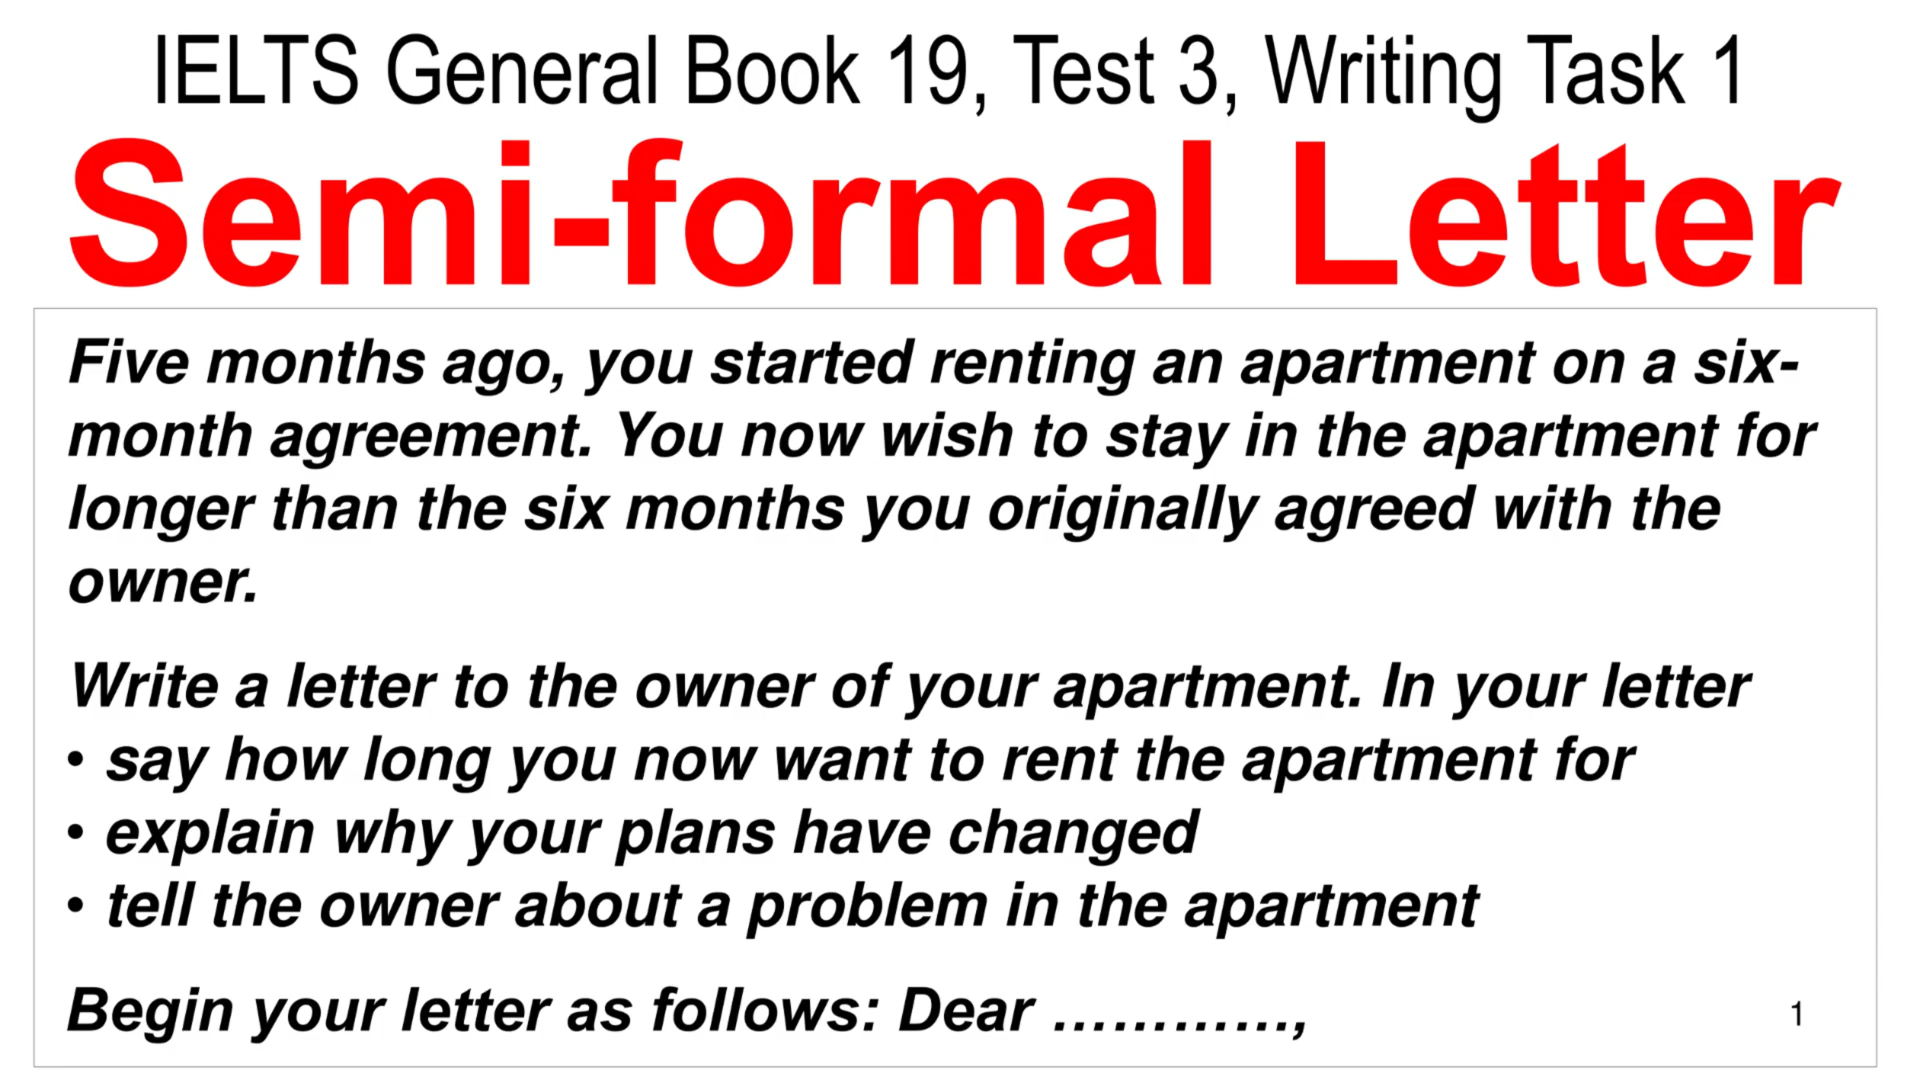 IELTS General Book 19, Test 3, Writing Task 1
Semi-formal Letter
Five months ago, you started renting an apartment on a six-
month agreement. You now wish to stay in the apartment for
longer than the six months you originally agreed with the
owner.
Write a letter to the owner of your apartment. In your letter
• say how long you now want to rent the apartment for
• explain why your plans have changed
• tell the owner about a problem in the apartment
Begin your letter as follows: Dear …………,
1